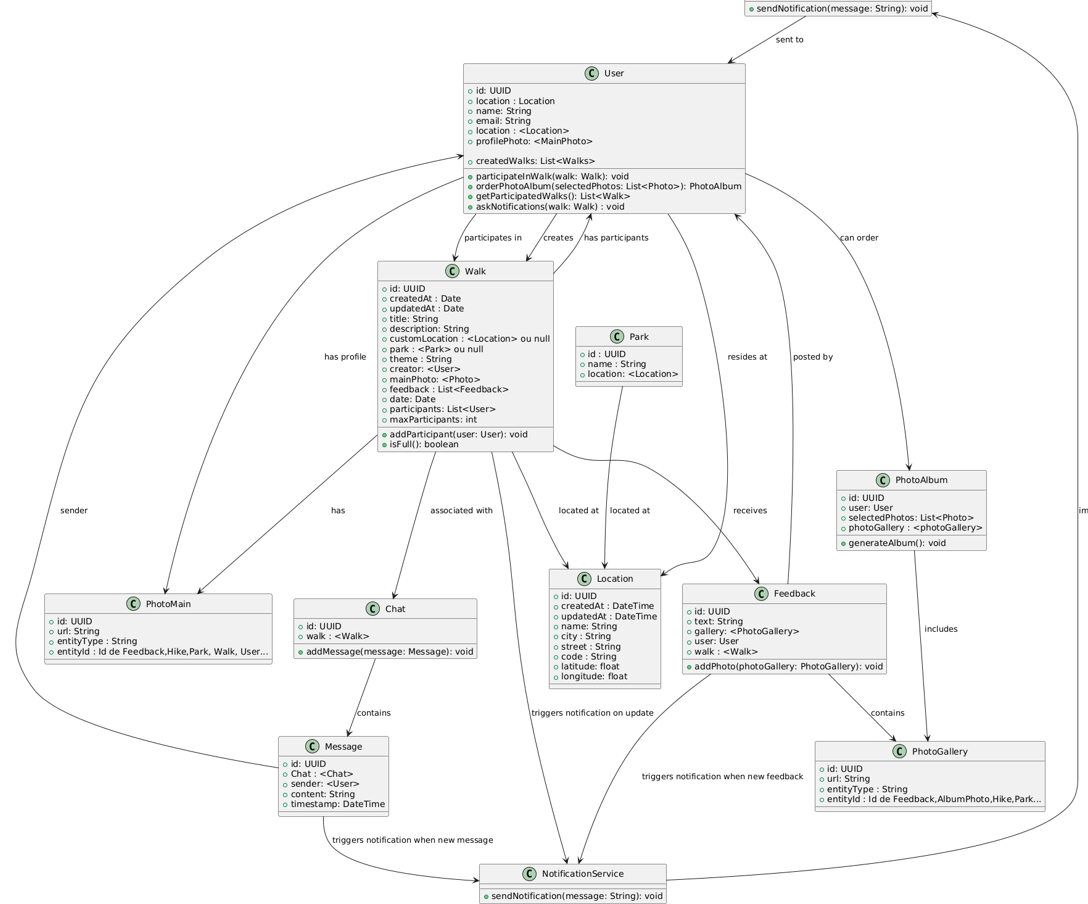 sendNotification(message: String): void
sent to
C User
id: UUID
location : Location
name: String
email: String
location : <Location>
profilePhoto: <MainPhoto>
createdWalks: List<Walks>
participateInWalk(walk: Walk): void
orderPhotoAlbum(selectedPhotos: List<Photo>): PhotoAlbum
getParticipatedWalks(): List<Walk>
askNotifications(walk: Walk) : void
participates in
creates
has participants
can order
C Walk
id: UUID
createdAt : Date
updatedAt : Date
title: String
description: String
customLocation : <Location> ou null
park : <Park> ou null
theme : String
creator: <User>
mainPhoto: <Photo>
feedback : List<Feedback>
date: Date
participants: List<User>
maxParticipants: int
addParticipant(user: User): void
isFull(): boolean
C Park
id : UUID
name : String
location: <Location>
has profile
resides at
posted by
sender
has
associated with
located at
located at
receives
C PhotoAlbum
id: UUID
user: User
selectedPhotos: List<Photo>
photoGallery : <photoGallery>
generateAlbum(): void
im
C PhotoMain
id: UUID
url: String
entityType : String
entityId : Id de Feedback,Hike,Park, Walk, User...
C Chat
id: UUID
walk : <Walk>
addMessage(message: Message): void
C Location
id: UUID
createdAt : DateTime
updatedAt : DateTime
name: String
city : String
street : String
code : String
latitude: float
longitude: float
C Feedback
id: UUID
text: String
gallery: <PhotoGallery>
user: User
walk : <Walk>
addPhoto(photoGallery: PhotoGallery): void
includes
contains
triggers notification on update
contains
C Message
id: UUID
Chat : <Chat>
sender: <User>
content: String
timestamp: DateTime
triggers notification when new feedback
C PhotoGallery
id: UUID
url: String
entityType : String
entityId : Id de Feedback,AlbumPhoto,Hike,Park...
triggers notification when new message
C NotificationService
sendNotification(message: String): void